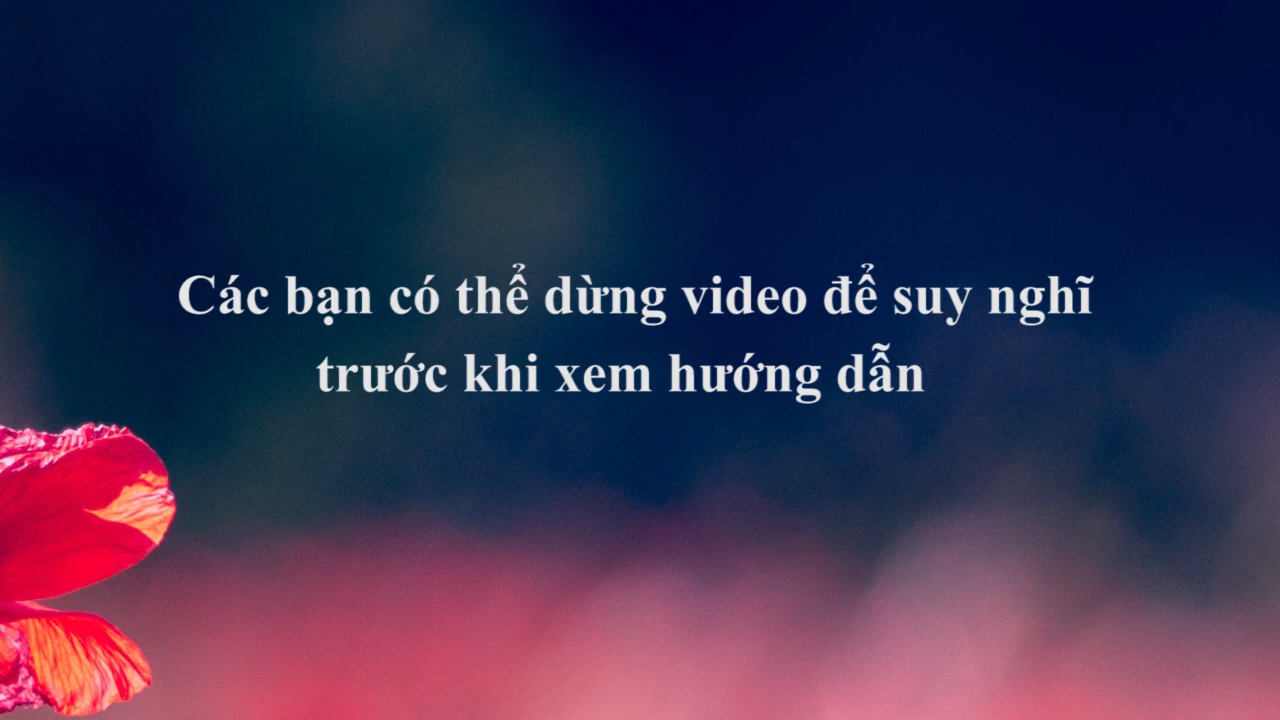 Các bạn có thể dừng video để suy nghĩ
trước khi xem hướng dẫn